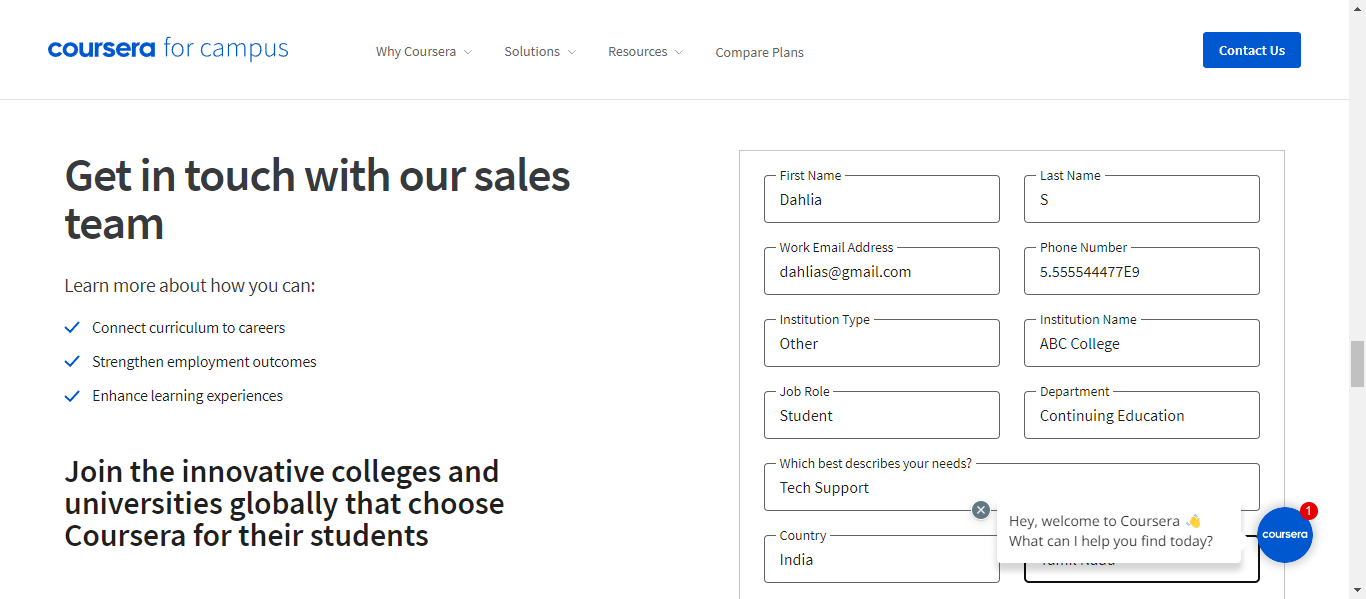 coursera for campus
Why Coursera
Solutions
Resources
Compare Plans
Contact Us
Get in touch with our sales
team
Learn more about how you can:
Connect curriculum to careers
Strengthen employment outcomes
Enhance learning experiences
Join the innovative colleges and
universities globally that choose
Coursera for their students
First Name
Dahlia
Last Name
S
Work Email Address
dahlias@gmail.com
Phone Number
5.555544477E9
Institution Type
Other
Institution Name
ABC College
Job Role
Student
Department
Continuing Education
Which best describes your needs?
Tech Support
Country
India
Hey, welcome to Coursera 👋
What can I help you find today?
coursera
1